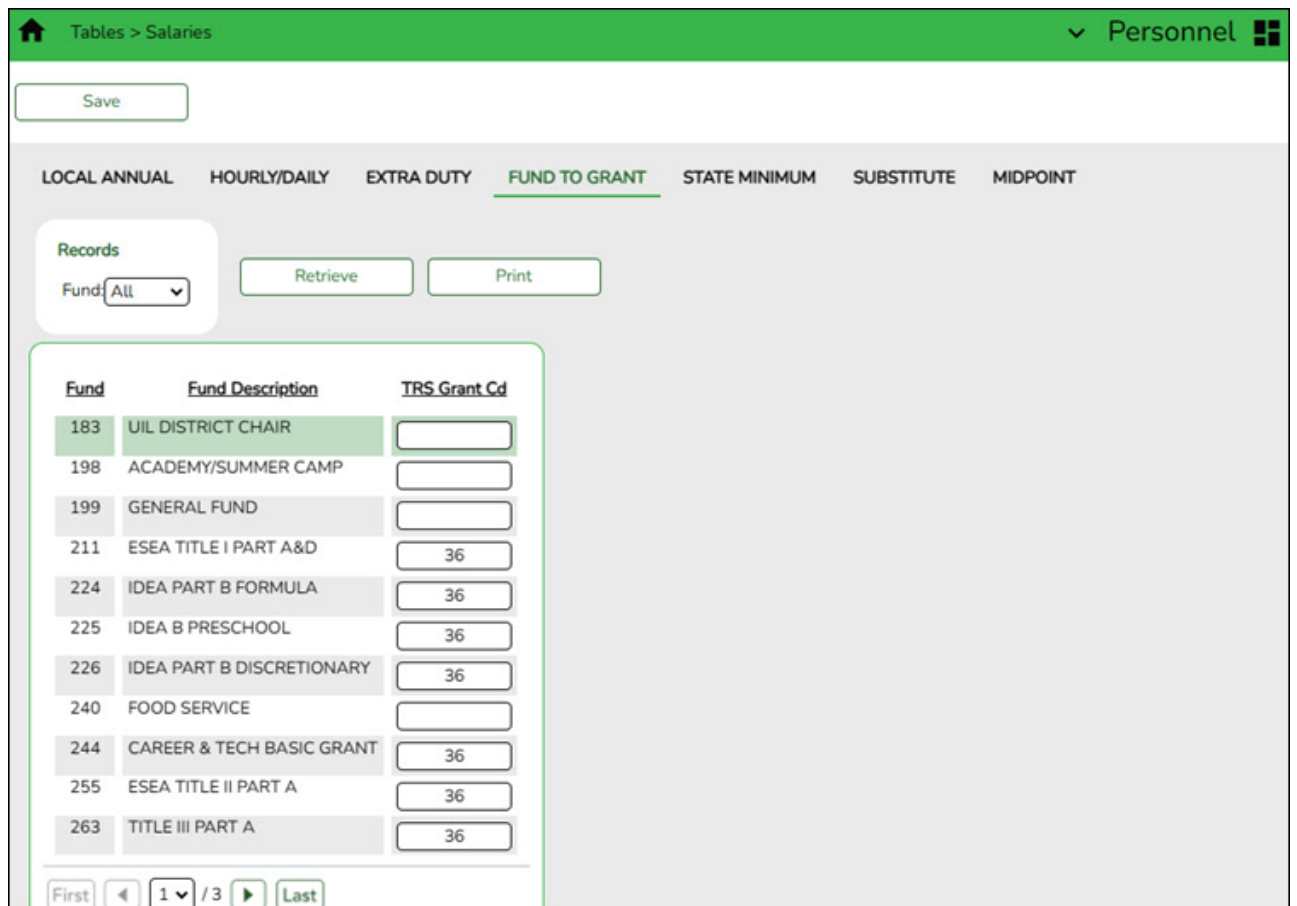 Tables > Salaries
Personnel
Save
LOCAL ANNUAL HOURLY/DAILY EXTRA DUTY FUND TO GRANT STATE MINIMUM SUBSTITUTE MIDPOINT
Records
Fund: All
Retrieve Print
Fund Fund Description TRS Grant Cd
183 UIL DISTRICT CHAIR
198 ACADEMY/SUMMER CAMP
199 GENERAL FUND
211 ESEA TITLE I PART A&D 36
224 IDEA PART B FORMULA 36
225 IDEA B PRESCHOOL 36
226 IDEA PART B DISCRETIONARY 36
240 FOOD SERVICE
244 CAREER & TECH BASIC GRANT 36
255 ESEA TITLE II PART A 36
263 TITLE III PART A 36
First 1 / 3 Last